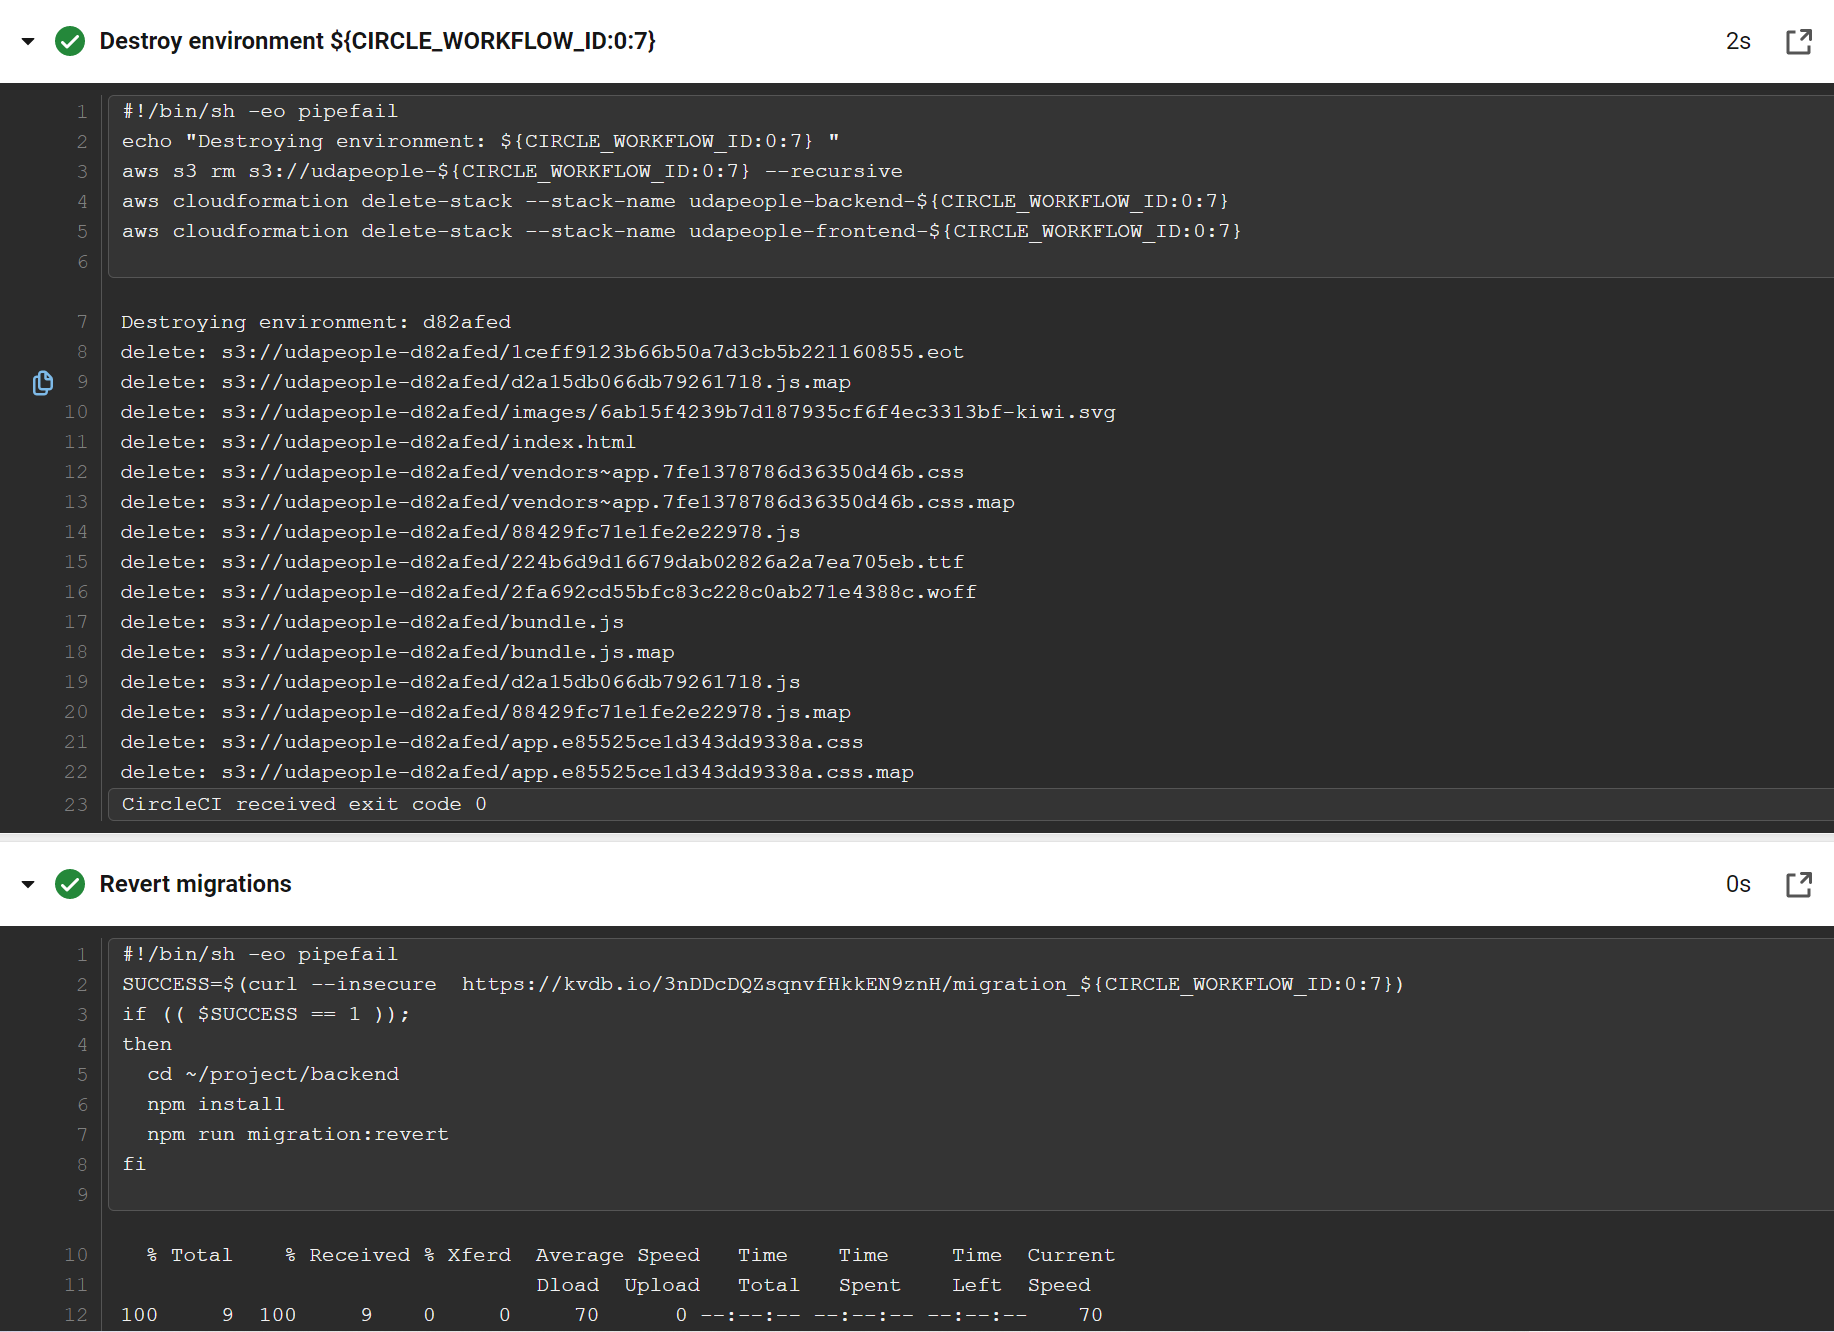 Destroy environment ${CIRCLE_WORKFLOW_ID:0:7} 2s
1 #!/bin/sh -eo pipefail
2 echo "Destroying environment: ${CIRCLE_WORKFLOW_ID:0:7} "
3 aws s3 rm s3://udapeople-${CIRCLE_WORKFLOW_ID:0:7} --recursive
4 aws cloudformation delete-stack --stack-name udapeople-backend-${CIRCLE_WORKFLOW_ID:0:7}
5 aws cloudformation delete-stack --stack-name udapeople-frontend-${CIRCLE_WORKFLOW_ID:0:7}
6
7 Destroying environment: d82afed
8 delete: s3://udapeople-d82afed/1ceff9123b66b50a7d3cb5b221160855.eot
9 delete: s3://udapeople-d82afed/d2a15db066db79261718.js.map
10 delete: s3://udapeople-d82afed/images/6ab15f4239b7d187935cf6f4ec3313bf-kiwi.svg
11 delete: s3://udapeople-d82afed/index.html
12 delete: s3://udapeople-d82afed/vendors~app.7fe1378786d36350d46b.css
13 delete: s3://udapeople-d82afed/vendors~app.7fe1378786d36350d46b.css.map
14 delete: s3://udapeople-d82afed/88429fc71e1fe2e22978.js
15 delete: s3://udapeople-d82afed/224b6d9d16679dab02826a2a7ea705eb.ttf
16 delete: s3://udapeople-d82afed/2fa692cd55bfc83c228c0ab271e4388c.woff
17 delete: s3://udapeople-d82afed/bundle.js
18 delete: s3://udapeople-d82afed/bundle.js.map
19 delete: s3://udapeople-d82afed/d2a15db066db79261718.js
20 delete: s3://udapeople-d82afed/88429fc71e1fe2e22978.js.map
21 delete: s3://udapeople-d82afed/app.e85525ce1d343dd9338a.css
22 delete: s3://udapeople-d82afed/app.e85525ce1d343dd9338a.css.map
23 CircleCI received exit code 0
Revert migrations 0s
1 #!/bin/sh -eo pipefail
2 SUCCESS=$(curl --insecure  https://kvdb.io/3nDDcDQZsqnvfHkkEN9znH/migration_${CIRCLE_WORKFLOW_ID:0:7})
3 if (( $SUCCESS == 1 ));
4 then
5   cd ~/project/backend
6   npm install
7   npm run migration:revert
8 fi
9
10   % Total    % Received % Xferd  Average Speed   Time    Time     Time  Current
11                                  Dload  Upload   Total   Spent    Left  Speed
12 100     9  100     9    0     0     70      0 --:--:-- --:--:-- --:--:--    70